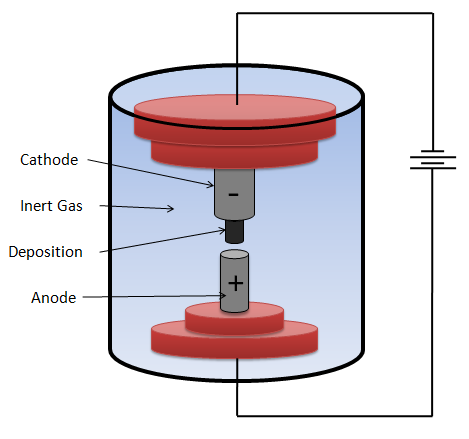 Cathode
-
Inert Gas
Deposition
Anode
+